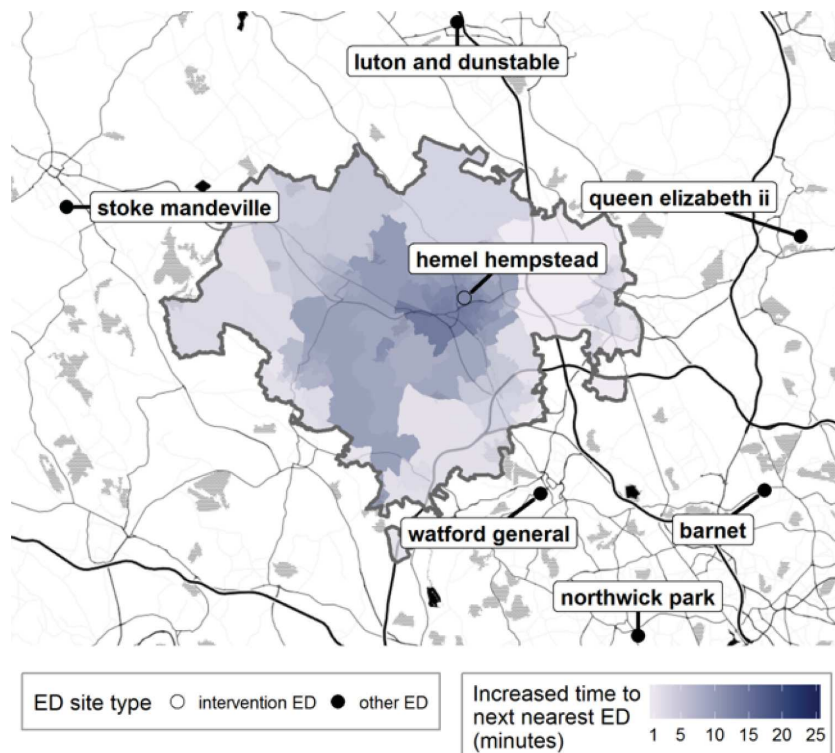 luton and dunstable
queen elizabeth ii
stoke mandeville
hemel hempstead
watford general
barnet
northwick park
ED site type
intervention ED
other ED
Increased time to
next nearest ED
(minutes)
1 5 10 15 20 25